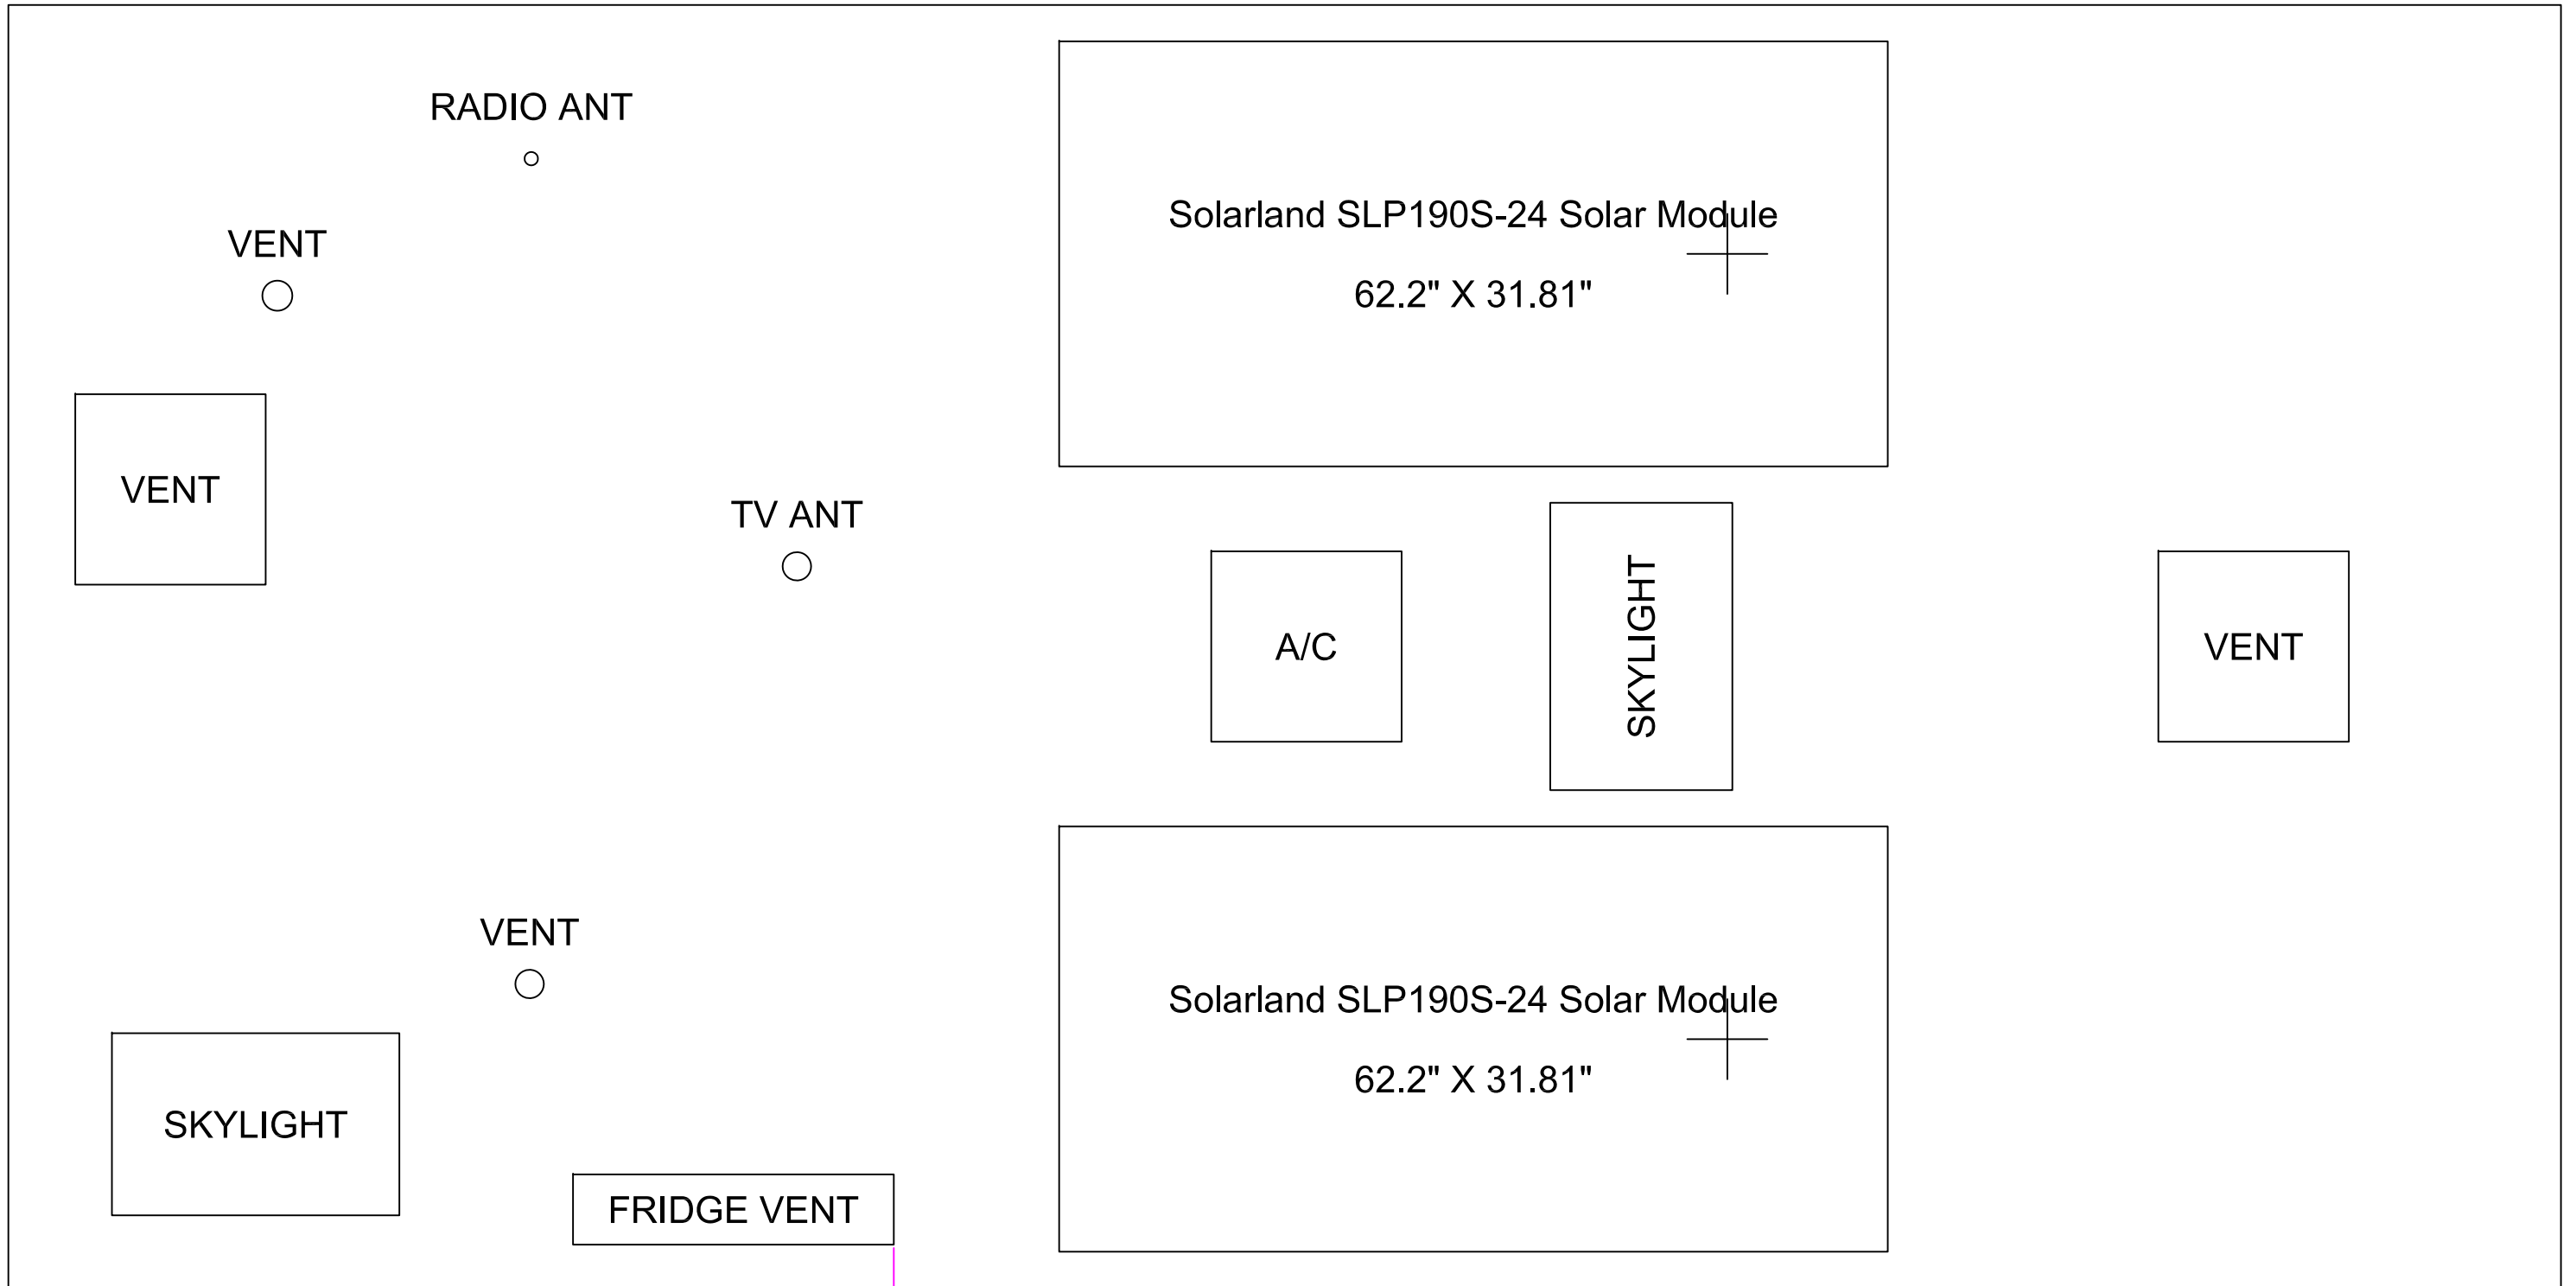 RADIO ANT
Solarland SLP190S-24 Solar Module
62.2" X 31.81"
VENT
VENT
TV ANT
A/C
SKYLIGHT
VENT
VENT
Solarland SLP190S-24 Solar Module
62.2" X 31.81"
SKYLIGHT
FRIDGE VENT